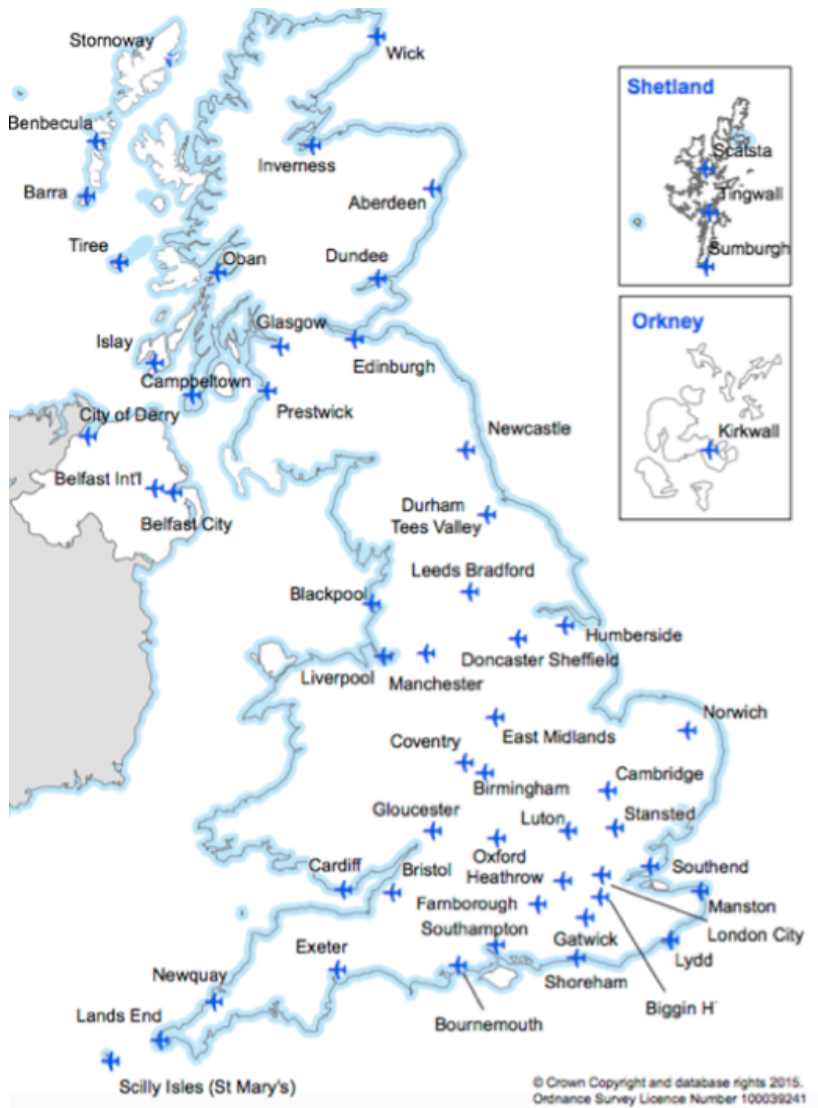 Stornoway
Wick
Shetland
Benbecula
Scatsta
Inverness
Barra
Aberdeen
Tingwall
Tiree
Oban
Dundee
Sumburgh
Glasgow
Orkney
Islay
Edinburgh
Campbeltown
City of Derry
Prestwick
Newcastle
Kirkwall
Belfast Int'l
Belfast City
Durham
Tees Valley
Leeds Bradford
Blackpool
Humberside
Doncaster Sheffield
Liverpool
Manchester
Norwich
East Midlands
Coventry
Birmingham
Cambridge
Gloucester
Luton
Stansted
Oxford
Cardiff
Bristol
Heathrow
Southend
Farnborough
Manston
Southampton
London City
Gatwick
Exeter
Lydd
Newquay
Shoreham
Biggin H
Lands End
Bournemouth
Scilly Isles (St Mary's)
© Crown Copyright and database rights 2015.
Ordnance Survey Licence Number 100039241